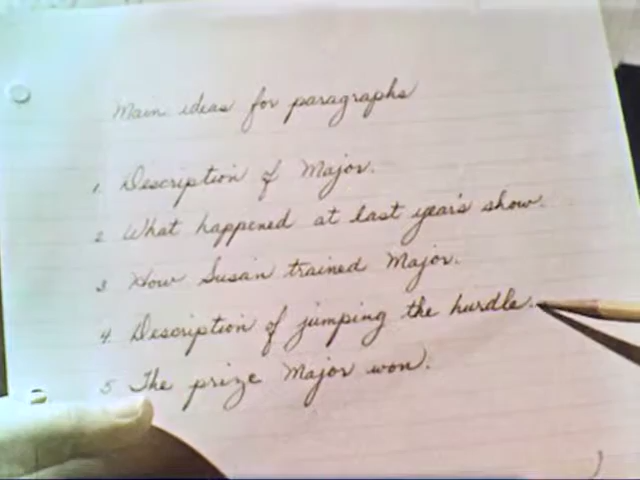 Main ideas for paragraphs
1. Description of Major.
2. What happened at last year's show.
3. How Susan trained Major.
4. Description of jumping the hurdle.
5. The prize Major won.